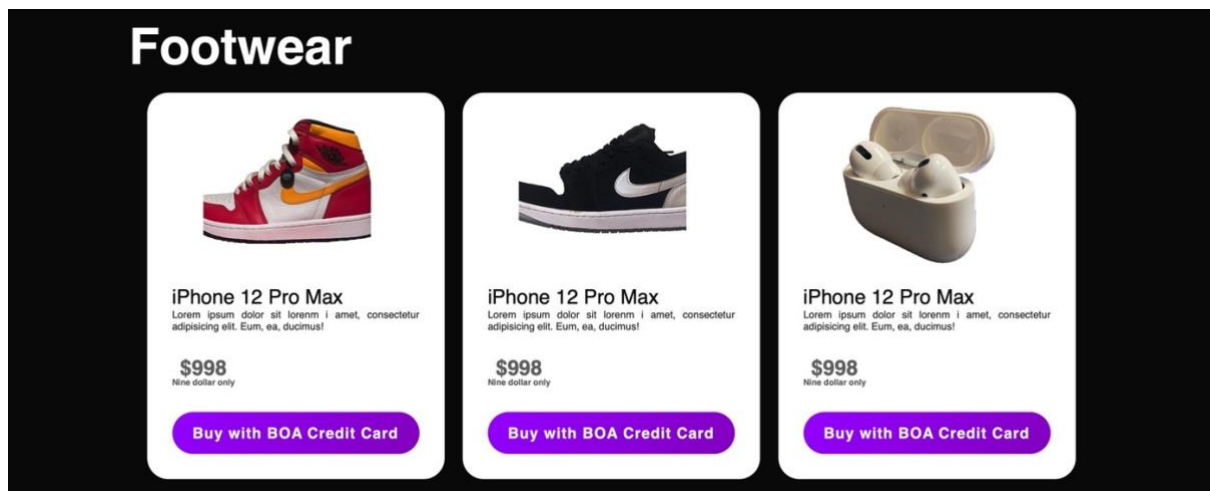 Footwear
iPhone 12 Pro Max
Lorem ipsum dolor sit lorenm i amet, consectetur
adipisicing elit. Eum, ea, ducimus!
$998
Nine dollar only
Buy with BOA Credit Card
iPhone 12 Pro Max
Lorem ipsum dolor sit lorenm i amet, consectetur
adipisicing elit. Eum, ea, ducimus!
$998
Nine dollar only
Buy with BOA Credit Card
iPhone 12 Pro Max
Lorem ipsum dolor sit lorenm i amet, consectetur
adipisicing elit. Eum, ea, ducimus!
$998
Nine dollar only
Buy with BOA Credit Card